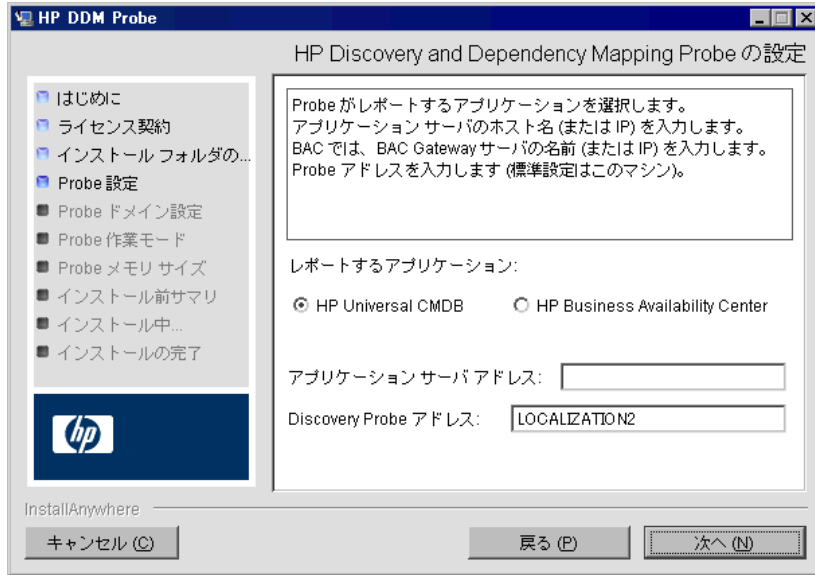 HP DDM Probe
HP Discovery and Dependency Mapping Probe の設定
はじめに
ライセンス契約
インストール フォルダの...
Probe 設定
Probe ドメイン設定
Probe 作業モード
Probe メモリ サイズ
インストール前サマリ
インストール中...
インストールの完了
hp
Probe がレポートするアプリケーションを選択します。
アプリケーション サーバのホスト名 (または IP) を入力します。
BAC では、BAC Gateway サーバの名前 (または IP) を入力します。
Probe アドレスを入力します (標準設定はこのマシン)。
レポートするアプリケーション:
HP Universal CMDB
HP Business Availability Center
アプリケーション サーバ アドレス:
Discovery Probe アドレス: LOCALIZATION2
InstallAnywhere
キャンセル (C)
戻る (P)
次へ (N)